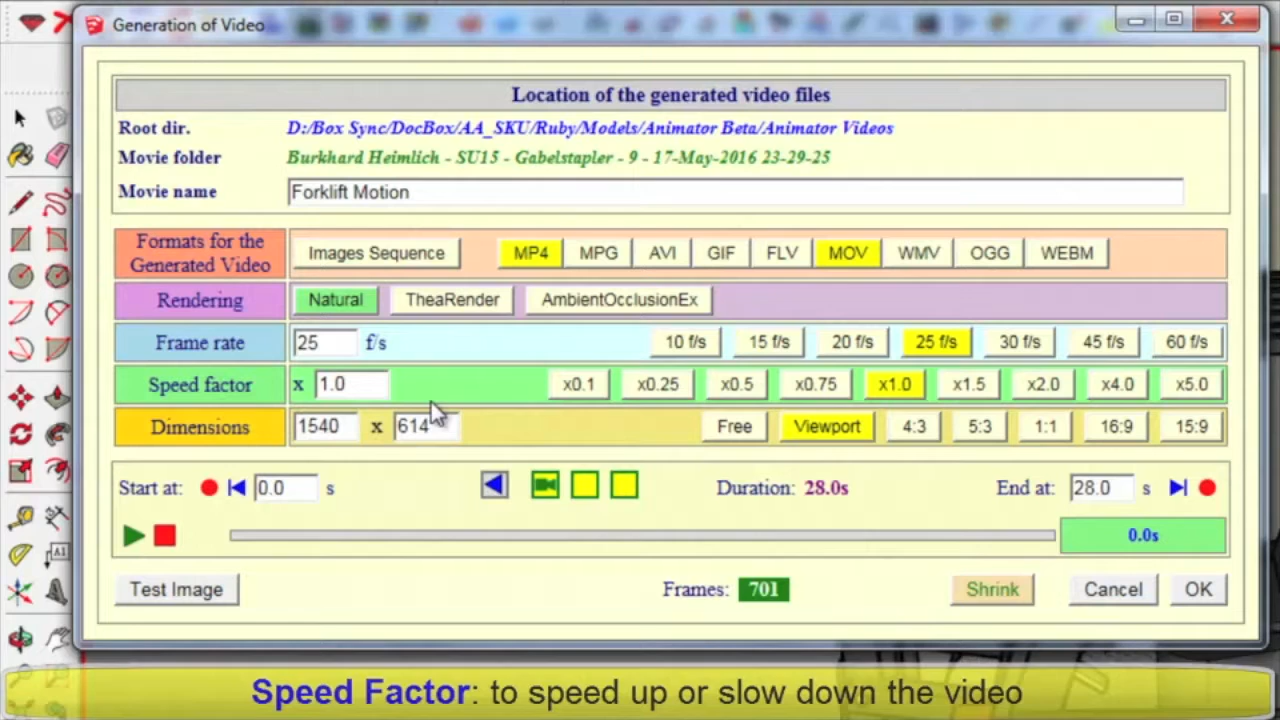 Generation of Video
Location of the generated video files
Root dir. D:/Box Sync/DocBox/AA_SKU/Ruby/Models/Animator Beta/Animator Videos
Movie folder Burkhard Heimlich - SU15 - Gabelstapler - 9 - 17-May-2016 23-29-25
Movie name Forklift Motion
Formats for the
Generated Video Images Sequence MP4 MPG AVI GIF FLV MOV WMV OGG WEBM
Rendering Natural TheaRender AmbientOcclusionEx
Frame rate 25 f/s 10 f/s 15 f/s 20 f/s 25 f/s 30 f/s 45 f/s 60 f/s
Speed factor x 1.0 x0.1 x0.25 x0.5 x0.75 x1.0 x1.5 x2.0 x4.0 x5.0
Dimensions 1540 x 614 Free Viewport 4:3 5:3 1:1 16:9 15:9
Start at: 0.0 s Duration: 28.0s End at: 28.0 s
0.0s
A1
Test Image Frames: 701 Shrink Cancel OK
Speed Factor: to speed up or slow down the video